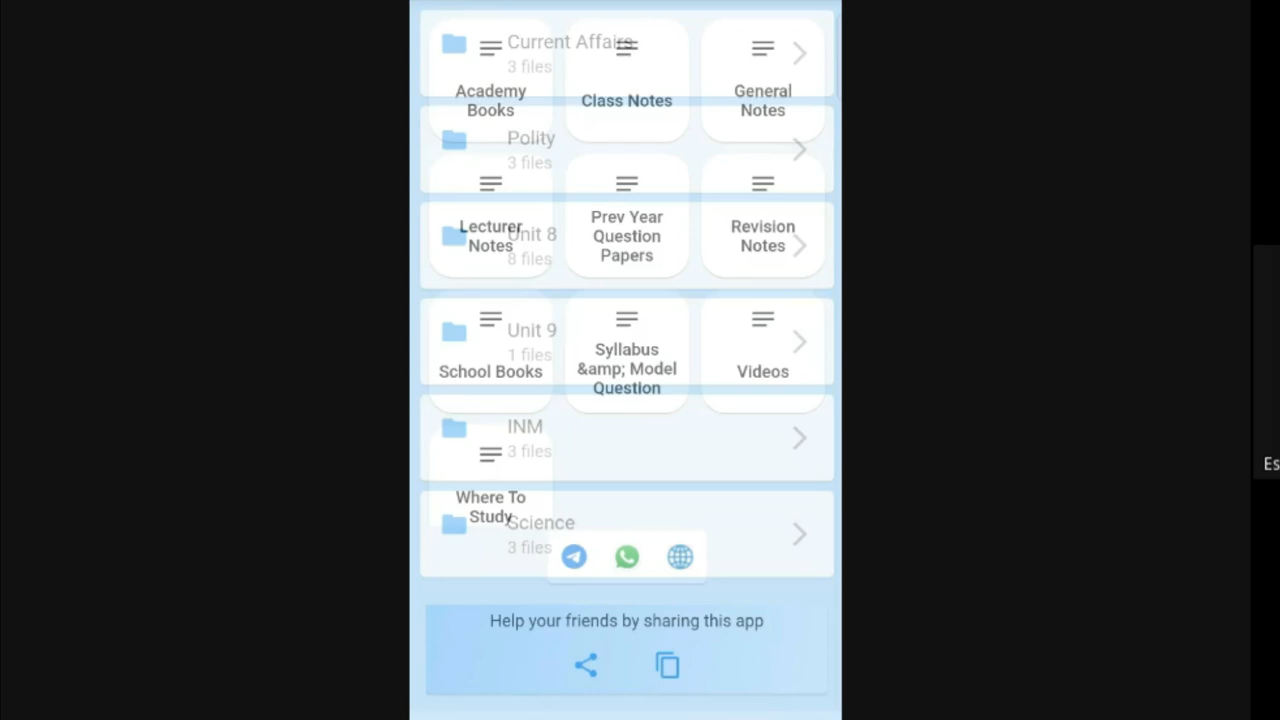 Current Affairs
3 files
Academy
Books
Class Notes
General
Notes
Polity
3 files
Lecturer
Notes
Prev Year
Question
Papers
Revision
Notes
Unit 8
8 files
Unit 9
1 files
School Books
Syllabus
&amp; Model
Question
Videos
INM
3 files
Where To
Study
Science
3 files
Help your friends by sharing this app
Es